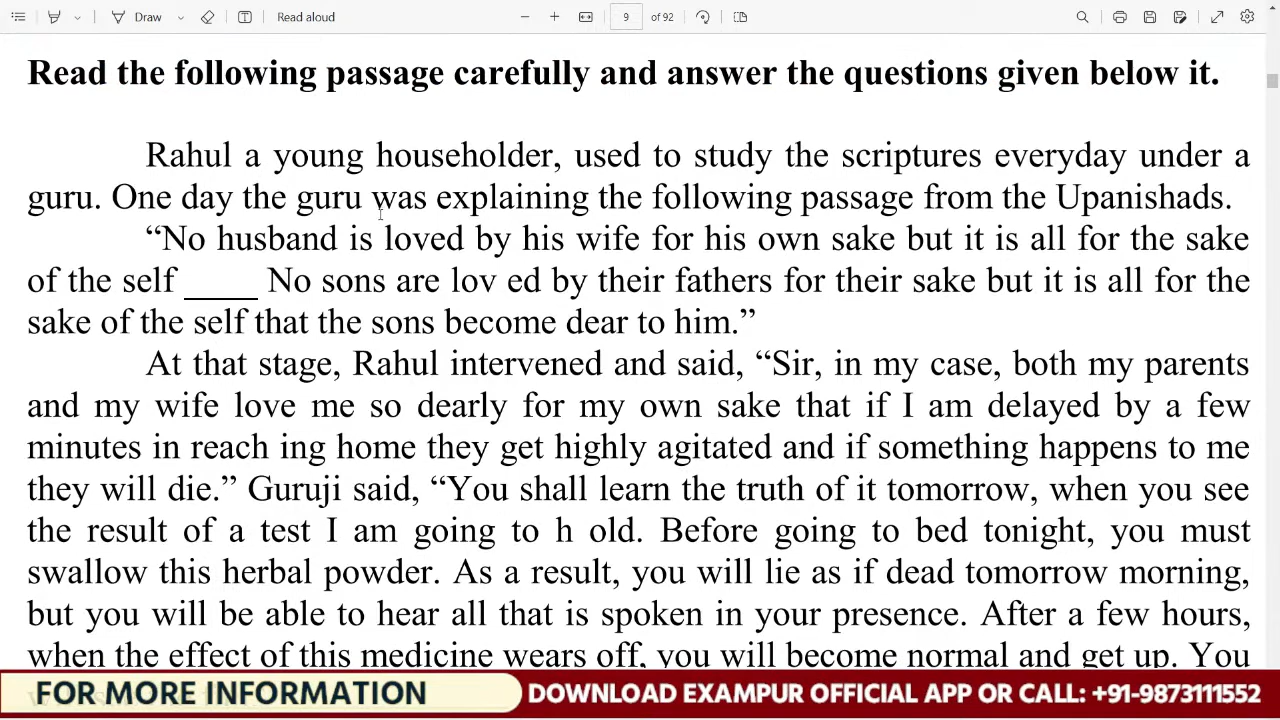 Draw
Read aloud
9 of 92
Read the following passage carefully and answer the questions given below it.
Rahul a young householder, used to study the scriptures everyday under a
guru. One day the guru was explaining the following passage from the Upanishads.
“No husband is loved by his wife for his own sake but it is all for the sake
of the self ____ No sons are lov ed by their fathers for their sake but it is all for the
sake of the self that the sons become dear to him.”
At that stage, Rahul intervened and said, “Sir, in my case, both my parents
and my wife love me so dearly for my own sake that if I am delayed by a few
minutes in reach ing home they get highly agitated and if something happens to me
they will die.” Guruji said, “You shall learn the truth of it tomorrow, when you see
the result of a test I am going to h old. Before going to bed tonight, you must
swallow this herbal powder. As a result, you will lie as if dead tomorrow morning,
but you will be able to hear all that is spoken in your presence. After a few hours,
when the effect of this medicine wears off, you will become normal and get up. You
FOR MORE INFORMATION
DOWNLOAD EXAMPUR OFFICIAL APP OR CALL: +91-9873111552